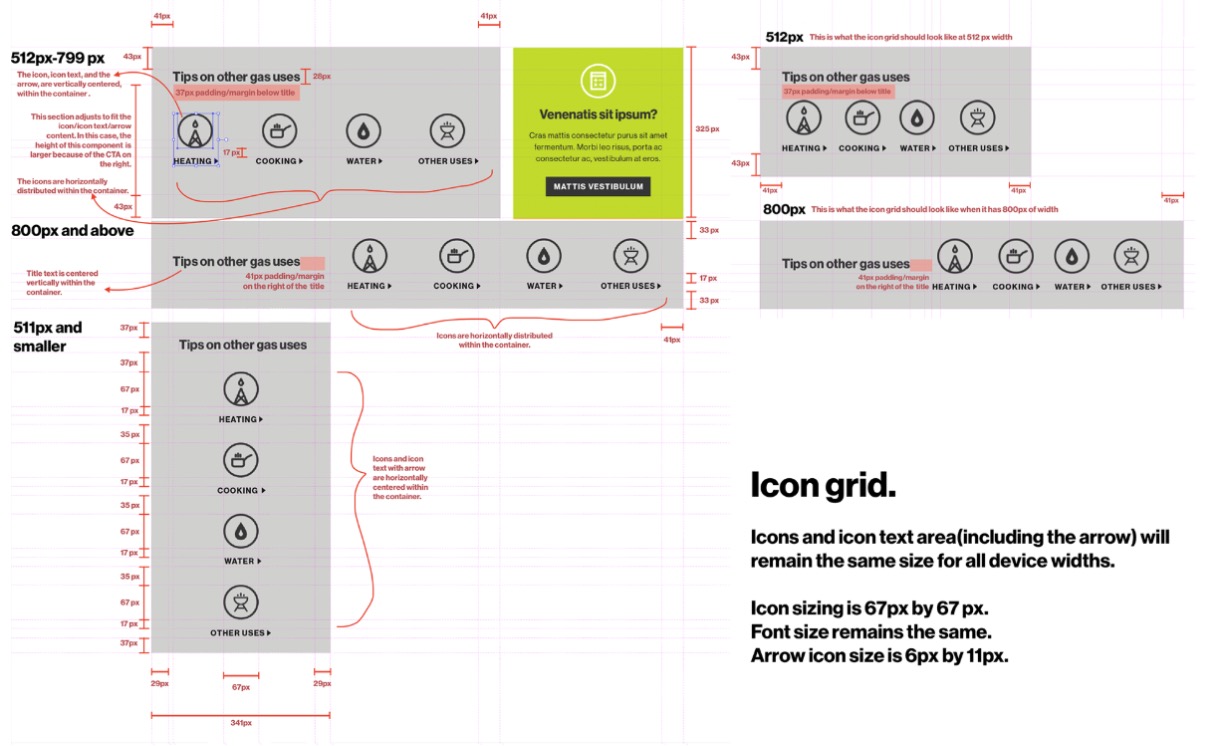 41px
41px
512px-799 px
43px
The icon, icon text, and the
arrow, are vertically centered,
within the container .
This section adjusts to fit the
icon/icon text/arrow
content. In this case, the
height of this component is
larger because of the CTA on
the right.
The icons are horizontally
distributed within the container.
43px
Tips on other gas uses
26px
37px padding/margin below title
17 px
HEATING
COOKING
WATER
OTHER USES
Venenatis sit ipsum?
Cras mattis consectetur purus sit amet
fermentum. Morbi leo risus, porta ac
consectetur ac, vestibulum at eros.
MATTIS VESTIBULUM
325 px
512px
This is what the icon grid should look like at 512 px width
43px
Tips on other gas uses
37px padding/margin below title
HEATING
COOKING
WATER
OTHER USES
43px
41px
41px
41px
800px and above
Title text is centered
vertically within the
container.
Tips on other gas uses
41px padding/margin
on the right of the title
HEATING
COOKING
WATER
OTHER USES
33 px
17 px
33 px
Icons are horizontally distributed
within the container.
41px
800px
This is what the icon grid should look like when it has 800px of width
Tips on other gas uses
41px padding/margin
on the right of the title
HEATING
COOKING
WATER
OTHER USES
511px and
smaller
37px
37px
67 px
17 px
35 px
67 px
17 px
35 px
67 px
17 px
35 px
67 px
17 px
37px
Tips on other gas uses
HEATING
COOKING
WATER
OTHER USES
Icons and icon
text with arrow
are horizontally
centered within
the container.
29px
67px
29px
341px
Icon grid.
Icons and icon text area(including the arrow) will
remain the same size for all device widths.
Icon sizing is 67px by 67 px.
Font size remains the same.
Arrow icon size is 6px by 11px.